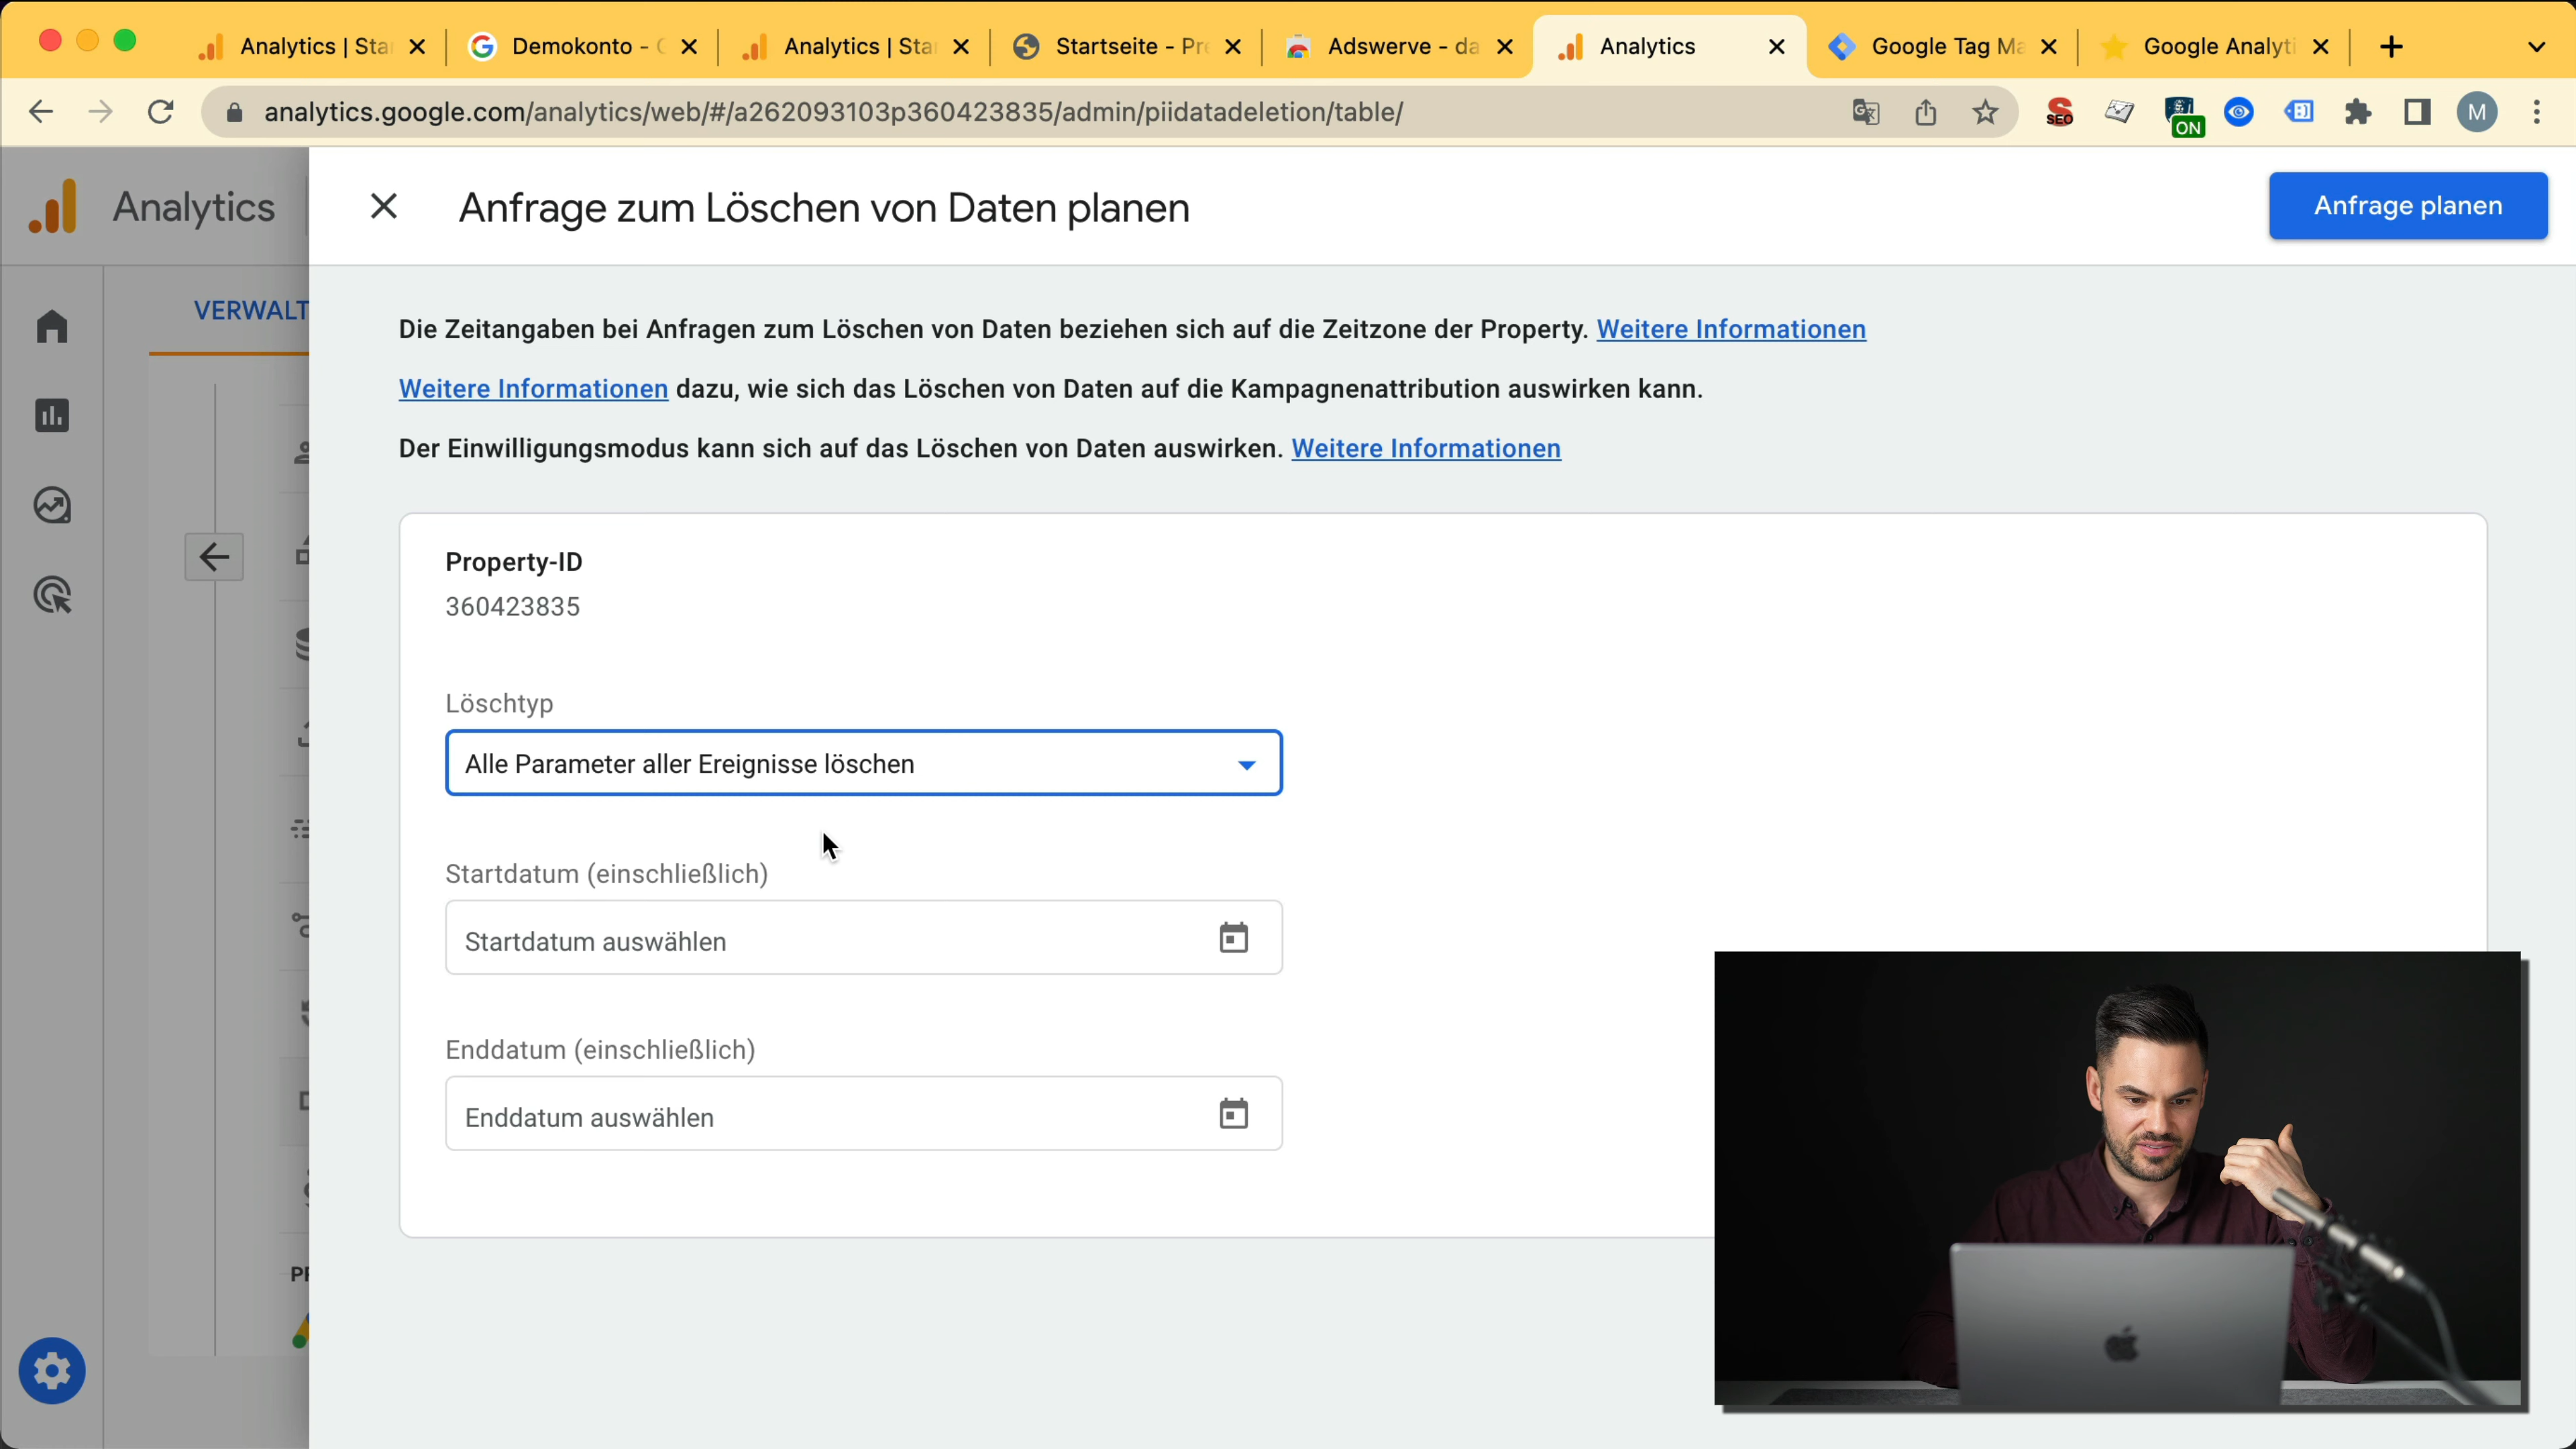 Analytics | Sta
Demokonto -
Analytics | Sta
Startseite - Pr
Adswerve - da
Analytics
Google Tag Ma
Google Analyti
analytics.google.com/analytics/web/#/a262093103p360423835/admin/piidatadeletion/table/
SEO
ON
M
Analytics
Anfrage zum Löschen von Daten planen
Anfrage planen
VERWALT
Die Zeitangaben bei Anfragen zum Löschen von Daten beziehen sich auf die Zeitzone der Property. Weitere Informationen
Weitere Informationen dazu, wie sich das Löschen von Daten auf die Kampagnenattribution auswirken kann.
Der Einwilligungsmodus kann sich auf das Löschen von Daten auswirken. Weitere Informationen
Property-ID
360423835
Löschtyp
Alle Parameter aller Ereignisse löschen
Startdatum (einschließlich)
Startdatum auswählen
Enddatum (einschließlich)
Enddatum auswählen